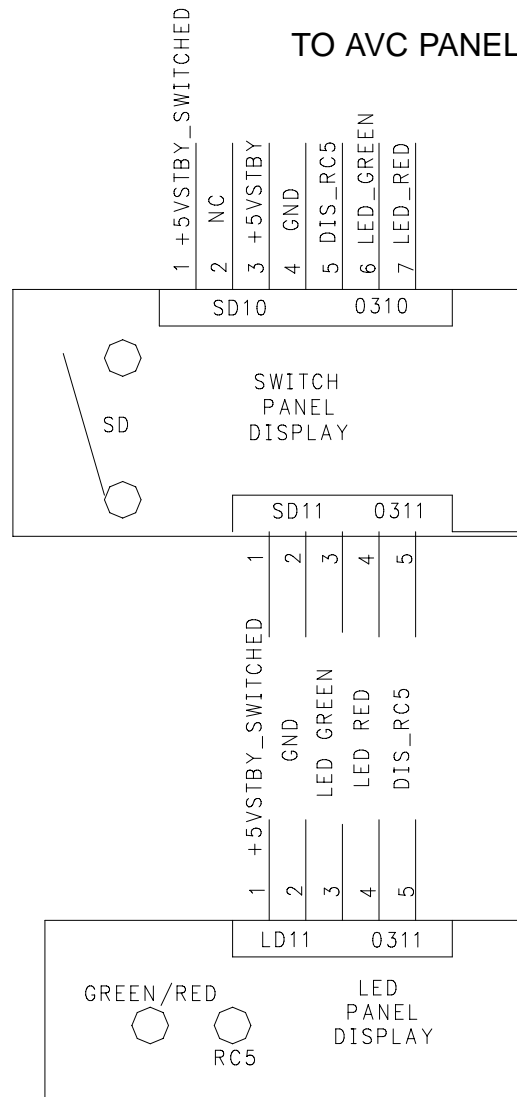 TO AVC PANEL
1 +5VSTBY_SWITCHED
2 NC
3 +5VSTBY
4 GND
5 DIS_RC5
6 LED_GREEN
7 LED_RED
SD10 0310
SWITCH
PANEL
DISPLAY
SD
SD11 0311
1 2 3 4 5
+5VSTBY_SWITCHED
GND
LED GREEN
LED RED
DIS_RC5
1 2 3 4 5
LD11 0311
GREEN/RED
RC5
LED
PANEL
DISPLAY